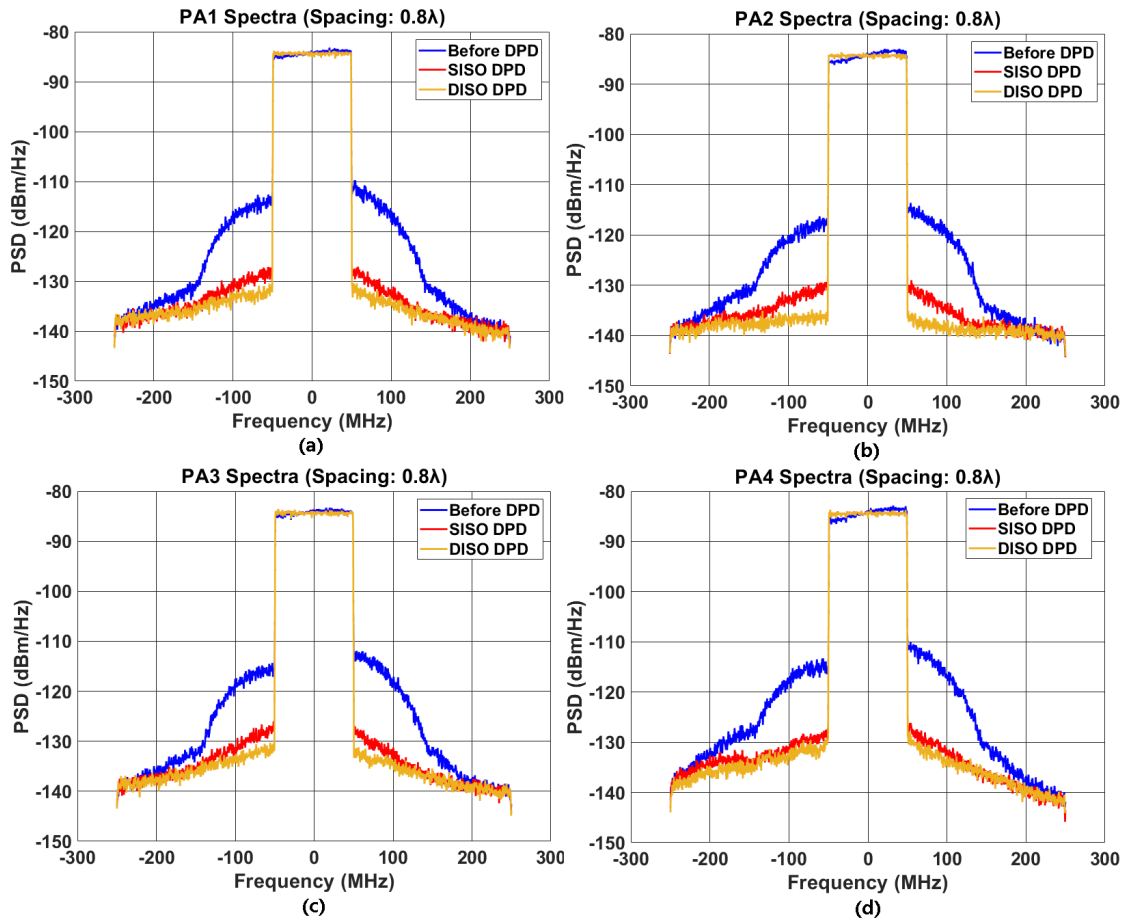 PA1 Spectra (Spacing: 0.8λ)
-80
-90
-100
-110
-120
-130
-140
-150
PSD (dBm/Hz)
Before DPD
SISO DPD
DISO DPD
-300 -200 -100 0 100 200 300
Frequency (MHz)
(a)
PA2 Spectra (Spacing: 0.8λ)
-80
-90
-100
-110
-120
-130
-140
-150
PSD (dBm/Hz)
Before DPD
SISO DPD
DISO DPD
-300 -200 -100 0 100 200 300
Frequency (MHz)
(b)
PA3 Spectra (Spacing: 0.8λ)
-80
-90
-100
-110
-120
-130
-140
-150
PSD (dBm/Hz)
Before DPD
SISO DPD
DISO DPD
-300 -200 -100 0 100 200 300
Frequency (MHz)
(c)
PA4 Spectra (Spacing: 0.8λ)
-80
-90
-100
-110
-120
-130
-140
-150
PSD (dBm/Hz)
Before DPD
SISO DPD
DISO DPD
-300 -200 -100 0 100 200 300
Frequency (MHz)
(d)